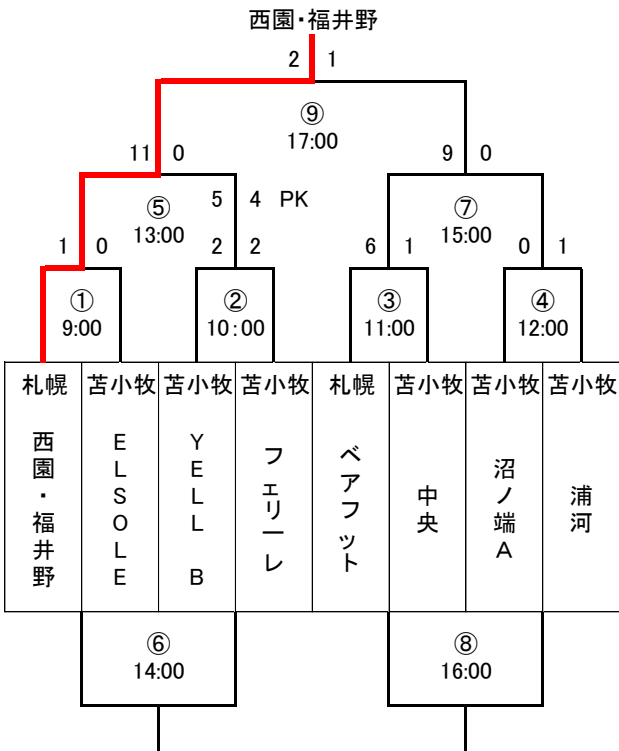 西園・福井野
2 1
⑨
17:00
11 0
9 0
⑤
13:00
5 4 PK
⑦
15:00
1 0
2 2
6 1
0 1
①
9:00
②
10:00
③
11:00
④
12:00
札幌 苫小牧 苫小牧 苫小牧 札幌 苫小牧 苫小牧 苫小牧
西園・福井野
ELSOLE
YELL B
フェリーレ
ベアフット
中央
沼ノ端A
浦河
⑥
14:00
⑧
16:00